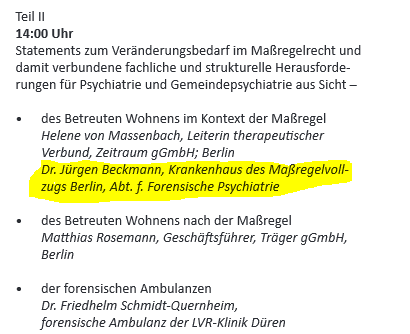 Teil II
14:00 Uhr
Statements zum Veränderungsbedarf im Maßregelrecht und
damit verbundene fachliche und strukturelle Herausforde-
rungen für Psychiatrie und Gemeindepsychiatrie aus Sicht –
• des Betreuten Wohnens im Kontext der Maßregel
Helene von Massenbach, Leiterin therapeutischer
Verbund, Zeitraum gGmbH; Berlin
Dr. Jürgen Beckmann, Krankenhaus des Maßregelvoll-
zugs Berlin, Abt. f. Forensische Psychiatrie
• des Betreuten Wohnens nach der Maßregel
Matthias Rosemann, Geschäftsführer, Träger gGmbH,
Berlin
• der forensischen Ambulanzen
Dr. Friedhelm Schmidt-Quernheim,
forensische Ambulanz der LVR-Klinik Düren